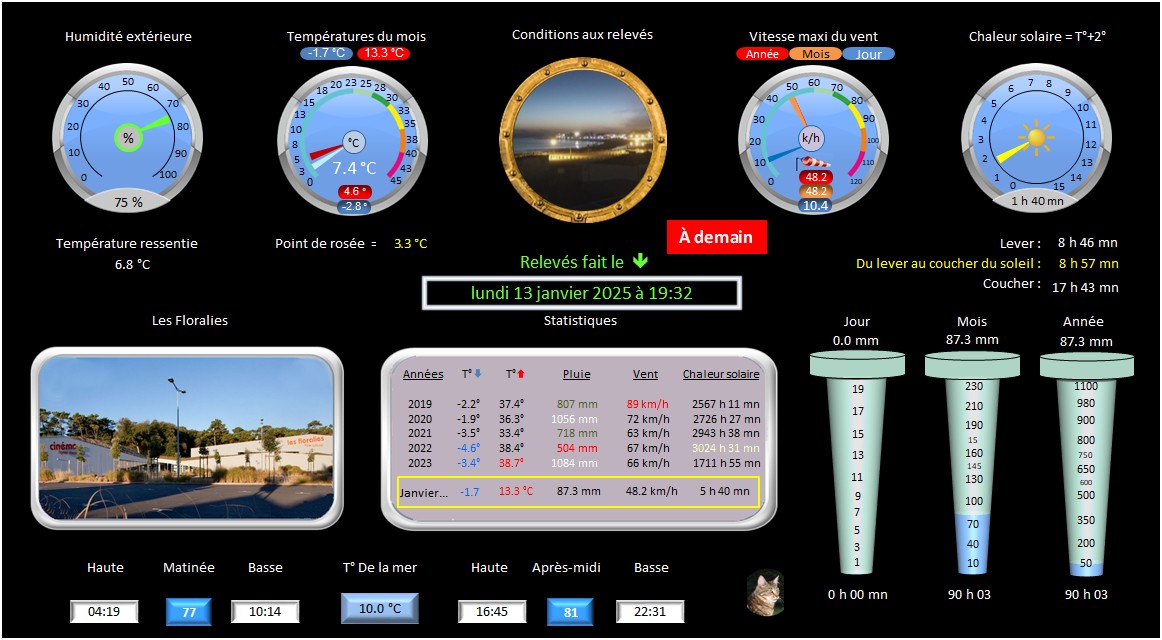 Humidité extérieure
Températures du mois
Conditions aux relevés
Vitesse maxi du vent
Chaleur solaire = T°+2°
-1.7 °C 13.3 °C
Année Mois Jour
0 10 20 30 40 50 60 70 80 90 100
%
75 %
0 3 5 8 10 13 15 18 20 23 25 28 30 33 35 38 40 43 45
°C
7.4 °C
4.6 °
-2.8 °
0 10 20 30 40 50 60 70 80 90 100 110 120
k/h
48.2
48.2
10.4
0 1 2 3 4 5 6 7 8 9 10 11 12 13 14 15
1 h 40 mn
Température ressentie
6.8 °C
Point de rosée = 3.3 °C
À demain
Relevés fait le
lundi 13 janvier 2025 à 19:32
Lever : 8 h 46 mn
Du lever au coucher du soleil : 8 h 57 mn
Coucher : 17 h 43 mn
Les Floralies
cinéma
les floralies
Statistiques
Années T° T° Pluie Vent Chaleur solaire
2019 -2.2° 37.4° 807 mm 89 km/h 2567 h 11 mn
2020 -1.9° 36.3° 1056 mm 72 km/h 2726 h 27 mn
2021 -3.5° 33.4° 718 mm 63 km/h 2943 h 38 mn
2022 -4.6° 38.4° 504 mm 67 km/h 3024 h 31 mn
2023 -3.4° 38.7° 1084 mm 66 km/h 1711 h 55 mn
Janvier... -1.7 13.3 °C 87.3 mm 48.2 km/h 5 h 40 mn
Jour
0.0 mm
19
17
15
13
11
9
7
5
3
1
0 h 00 mn
Mois
87.3 mm
230
210
190
15
160
145
130
100
70
40
10
90 h 03
Année
87.3 mm
1100
980
900
800
750
650
600
500
350
200
50
90 h 03
Haute Matinée Basse T° De la mer Haute Après-midi Basse
04:19 77 10:14 10.0 °C 16:45 81 22:31